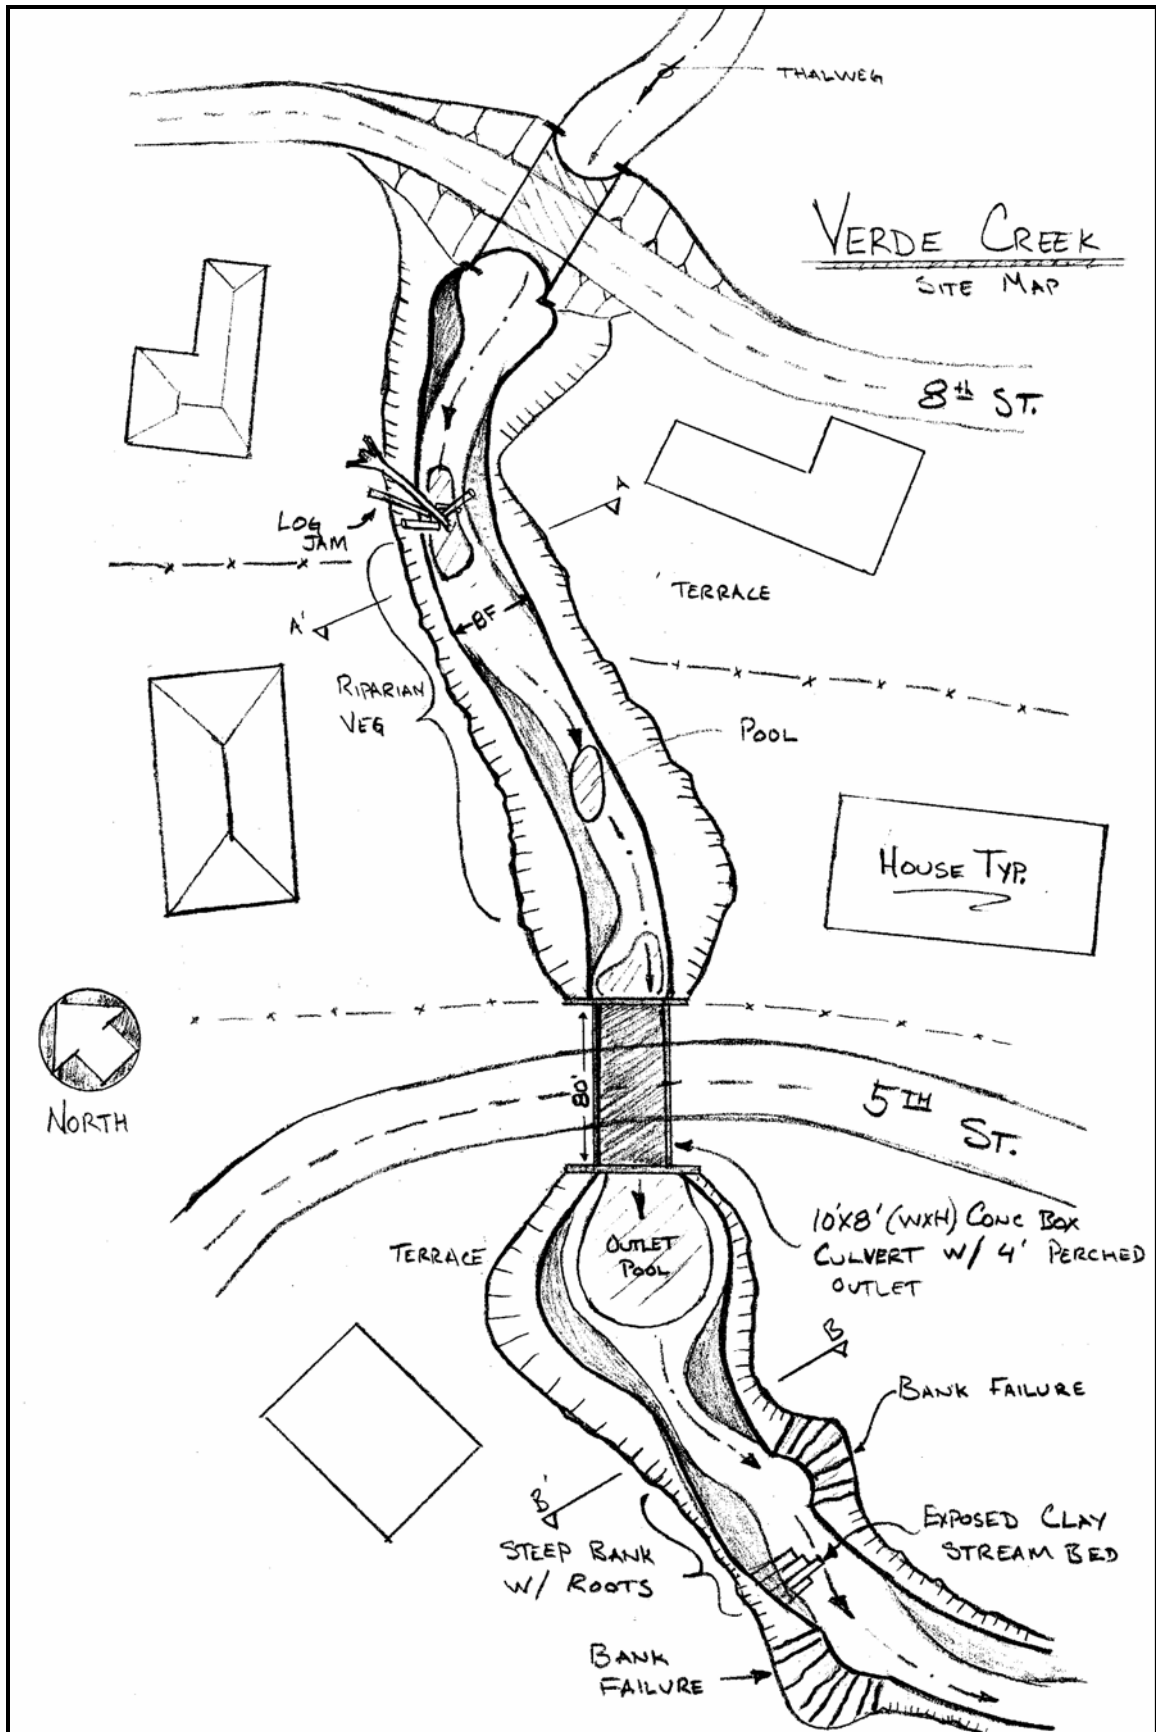 THALWEG
VERDE CREEK
SITE MAP
8th ST.
LOG
JAM
A
TERRACE
A'
BF
RIPARIAN
VEG
POOL
HOUSE TYP.
NORTH
80'
5TH
ST.
10'X8' (WXH) CONC BOX
CULVERT W/ 4' PERCHED
OUTLET
TERRACE
OUTLET
POOL
B
BANK FAILURE
B'
EXPOSED CLAY
STREAM BED
STEEP BANK
W/ ROOTS
BANK
FAILURE